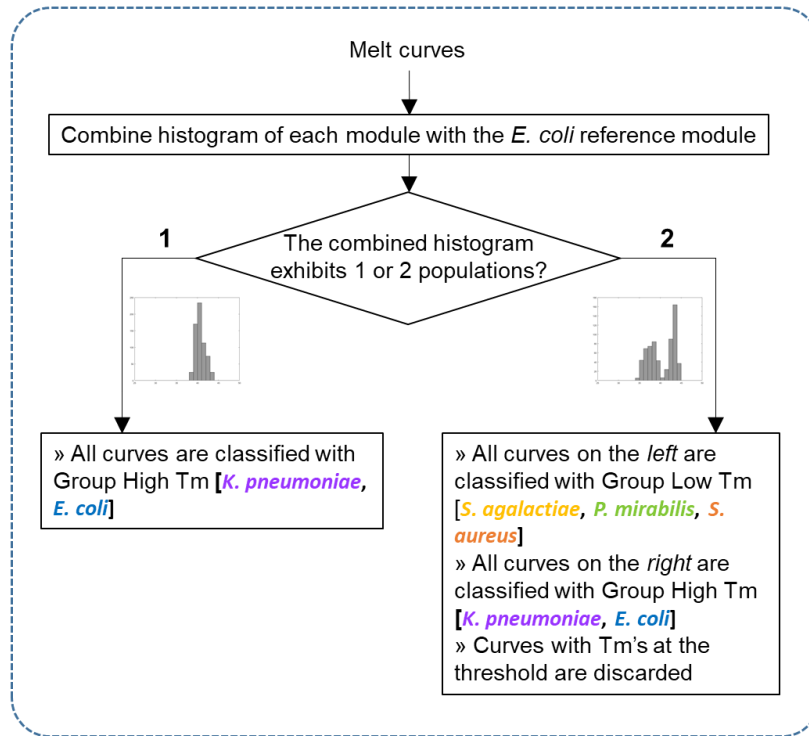 Melt curves
Combine histogram of each module with the E. coli reference module
1
The combined histogram
exhibits 1 or 2 populations?
2
» All curves are classified with
Group High Tm [K. pneumoniae,
E. coli]
» All curves on the left are
classified with Group Low Tm
[S. agalactiae, P. mirabilis, S.
aureus]
» All curves on the right are
classified with Group High Tm
[K. pneumoniae, E. coli]
» Curves with Tm's at the
threshold are discarded